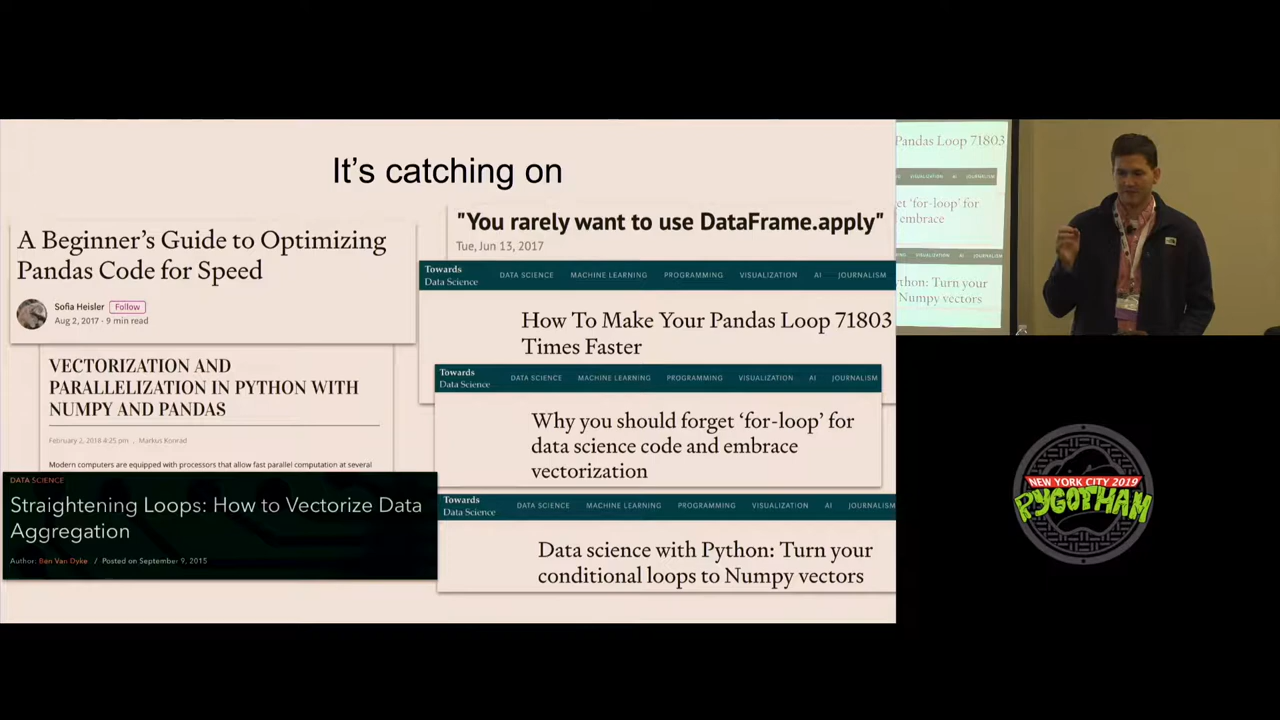 It's catching on
A Beginner's Guide to Optimizing
Pandas Code for Speed
Sofia Heisler Follow
Aug 2, 2017 · 9 min read
VECTORIZATION AND
PARALLELIZATION IN PYTHON WITH
NUMPY AND PANDAS
February 2, 2018 4:25 pm , Markus Konrad
Modern computers are equipped with processors that allow fast parallel computation at several
DATA SCIENCE
Straightening Loops: How to Vectorize Data
Aggregation
Author: Ben Van Dyke / Posted on September 9, 2015
"You rarely want to use DataFrame.apply"
Tue, Jun 13, 2017
Towards
Data Science
DATA SCIENCE MACHINE LEARNING PROGRAMMING VISUALIZATION AI JOURNALISM
How To Make Your Pandas Loop 71803
Times Faster
Towards
Data Science
DATA SCIENCE MACHINE LEARNING PROGRAMMING VISUALIZATION AI JOURNALISM
Why you should forget 'for-loop' for
data science code and embrace
vectorization
Towards
Data Science
DATA SCIENCE MACHINE LEARNING PROGRAMMING VISUALIZATION AI JOURNALISM
Data science with Python: Turn your
conditional loops to Numpy vectors
Pandas Loop 71803
VISUALIZATION AI JOURNALISM
get 'for-loop' for
embrace
VISUALIZATION AI JOURNALISM
ython: Turn your
Numpy vectors
NEW YORK CITY 2019
PYGOTHAM